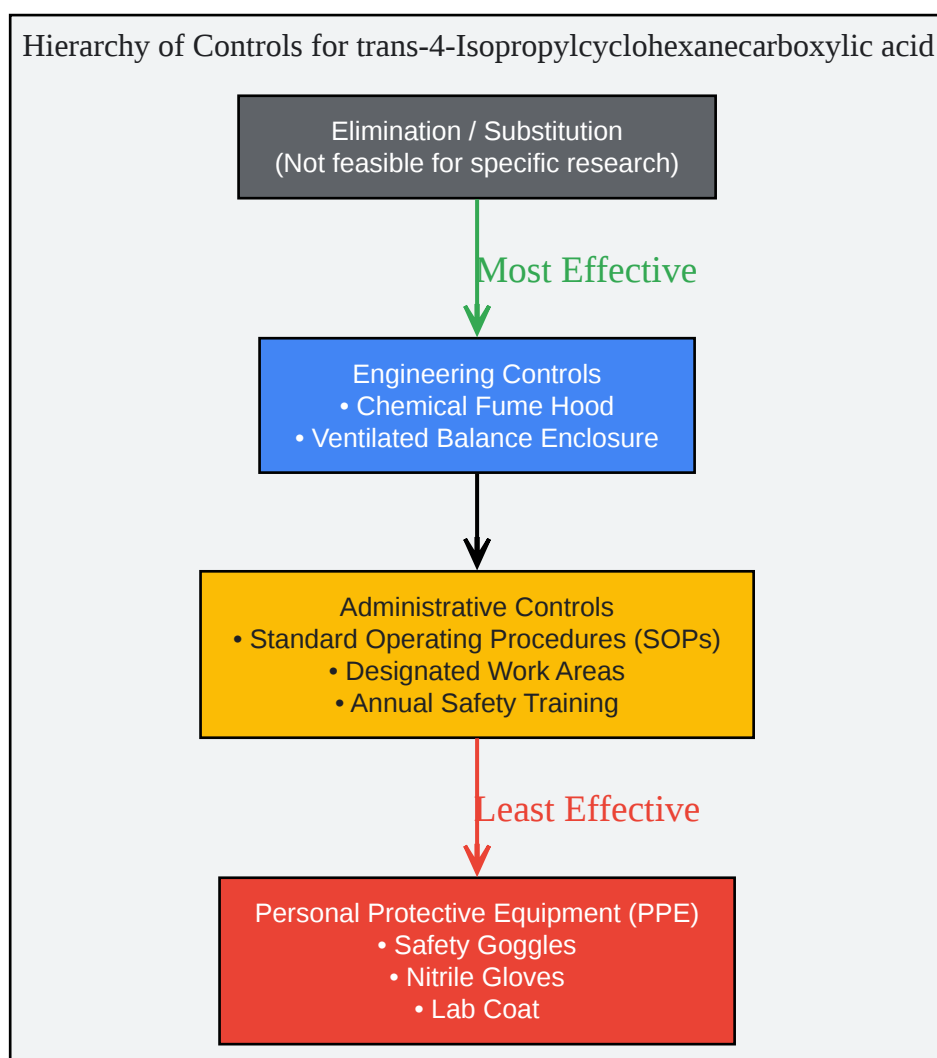 Hierarchy of Controls for trans-4-Isopropylcyclohexanecarboxylic acid
Elimination / Substitution
(Not feasible for specific research)
Most Effective
Engineering Controls
• Chemical Fume Hood
• Ventilated Balance Enclosure
Administrative Controls
• Standard Operating Procedures (SOPs)
• Designated Work Areas
• Annual Safety Training
Least Effective
Personal Protective Equipment (PPE)
• Safety Goggles
• Nitrile Gloves
• Lab Coat